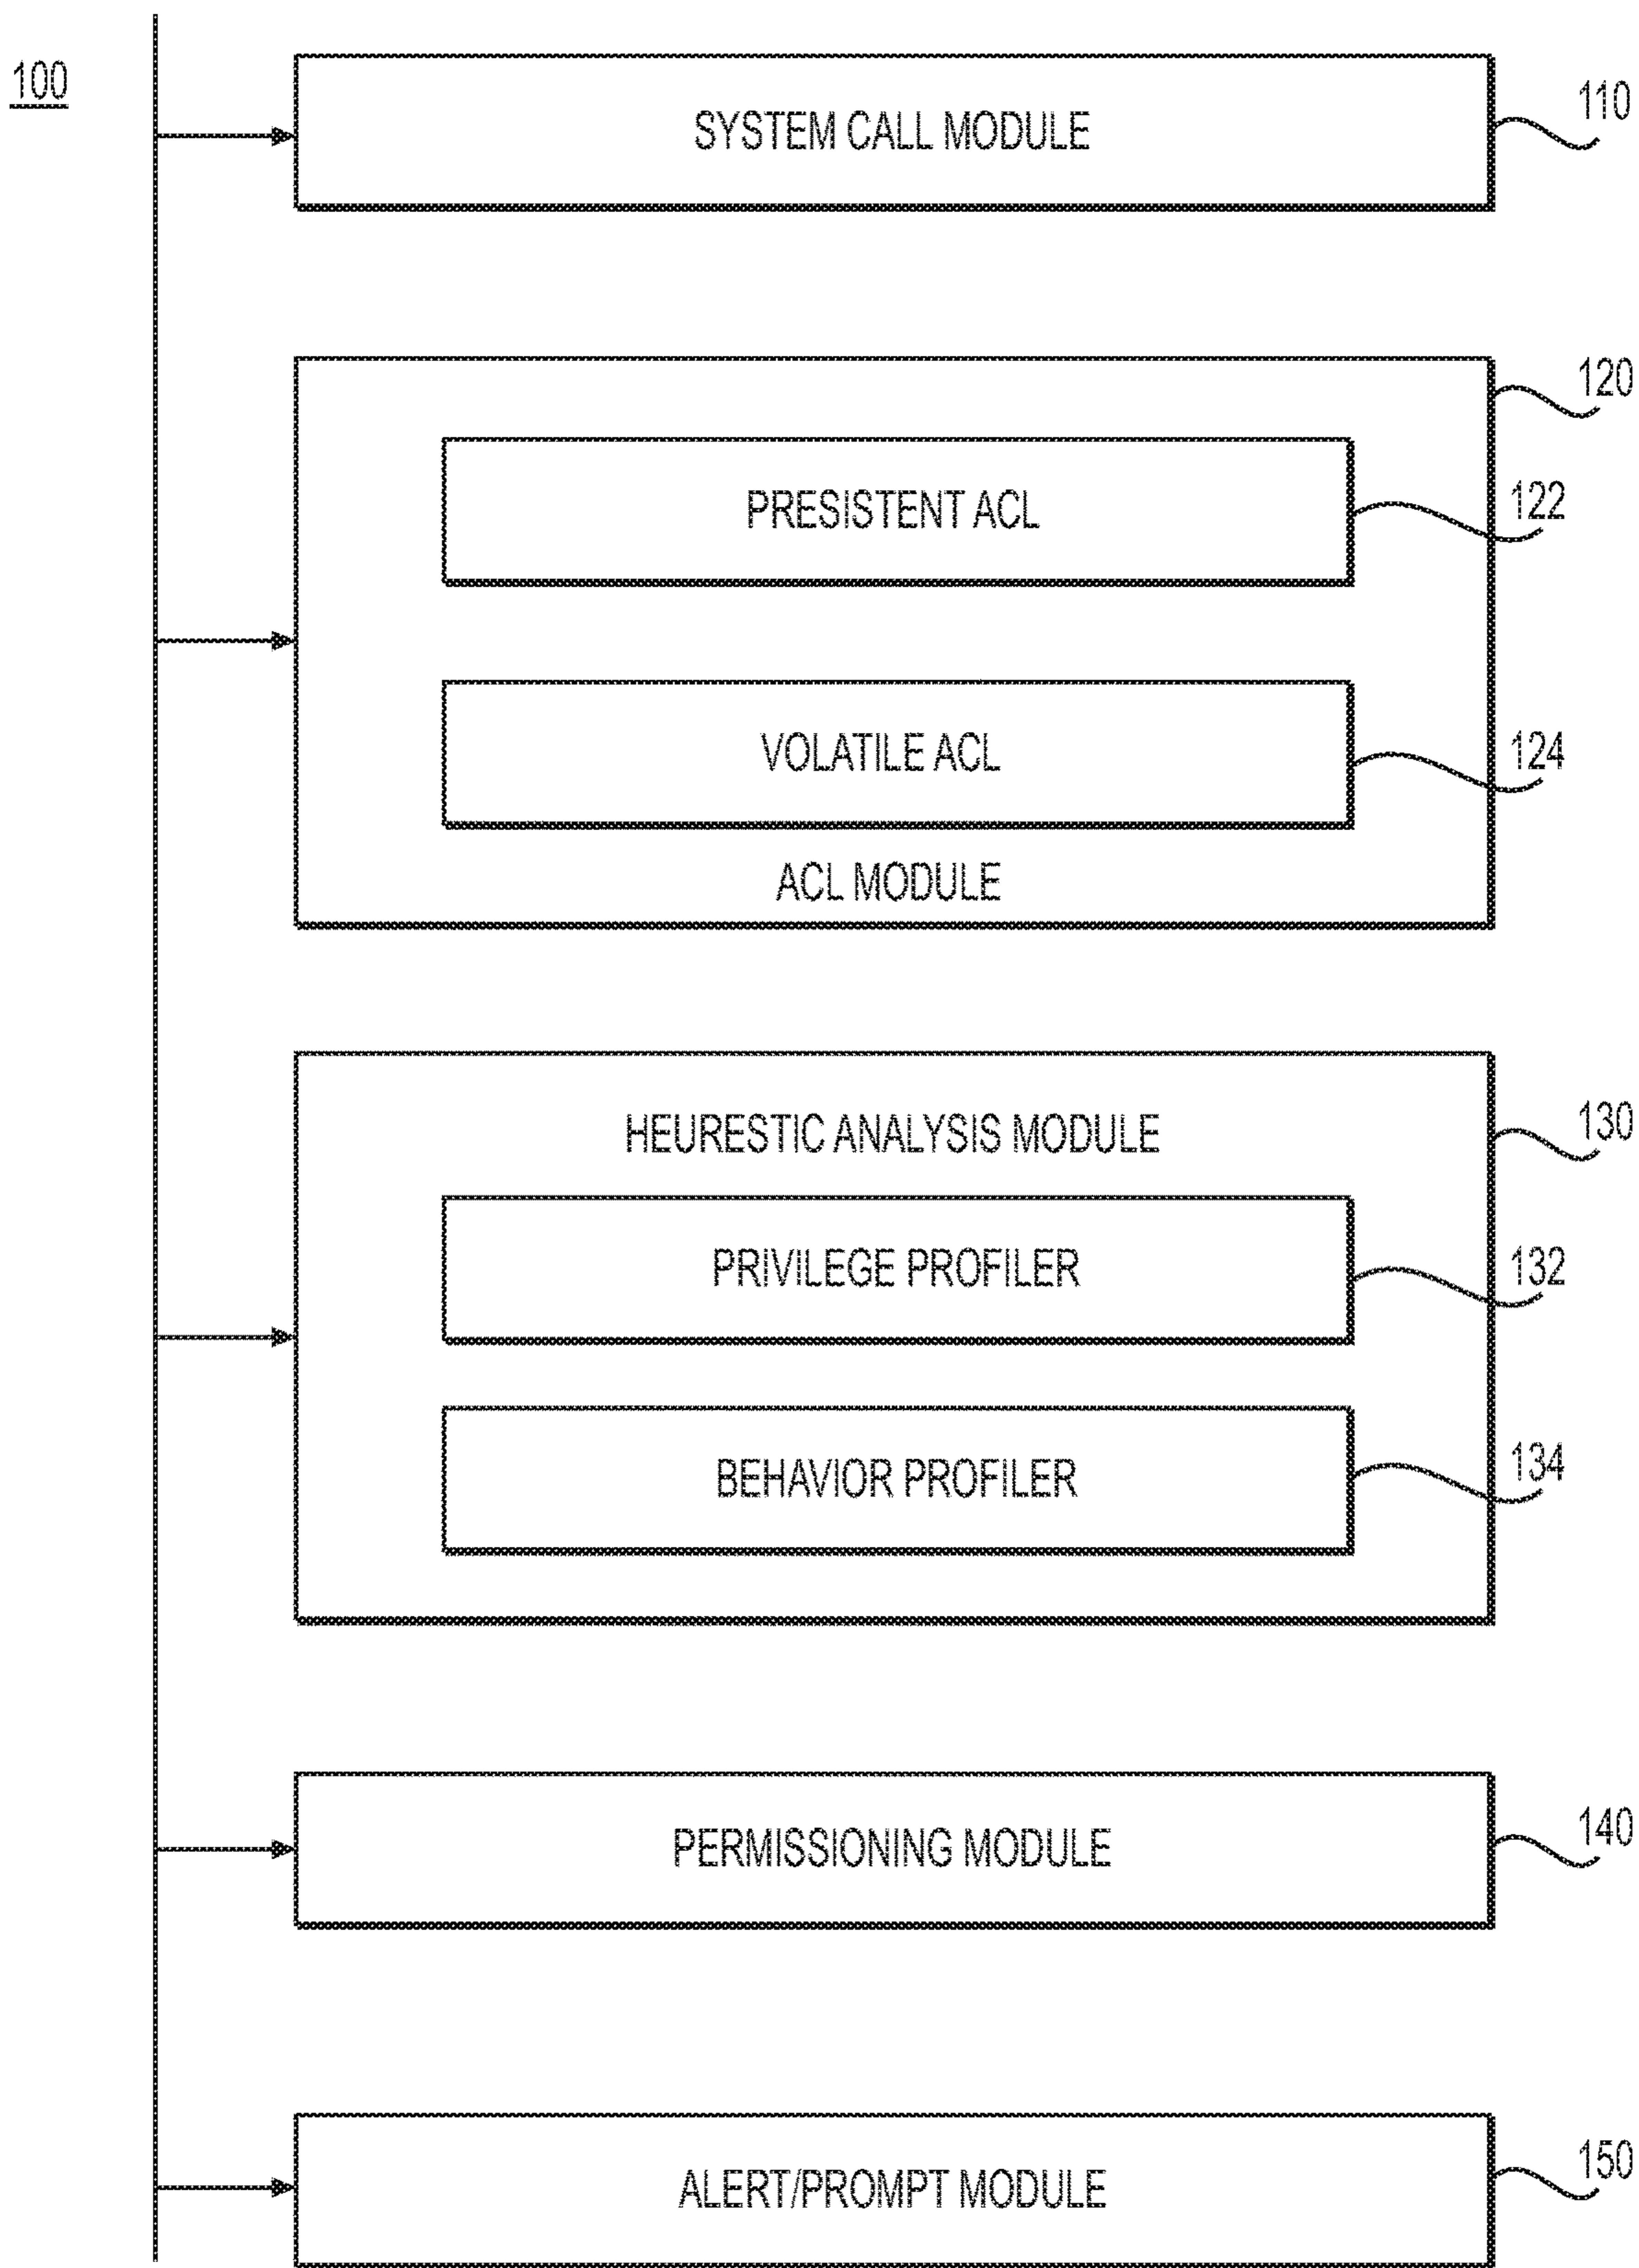 100
SYSTEM CALL MODULE
110
120
PRESISTENT ACL
122
VOLATILE ACL
124
ACL MODULE
HEURESTIC ANALYSIS MODULE
130
PRIVILEGE PROFILER
132
BEHAVIOR PROFILER
134
PERMISSIONING MODULE
140
ALERT/PROMPT MODULE
150